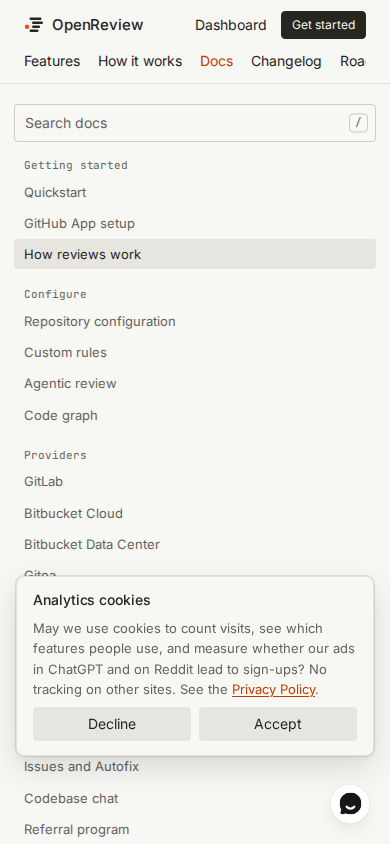 OpenReview
Dashboard
Get started
Features How it works Docs Changelog
Search docs /
Getting started
Quickstart
GitHub App setup
How reviews work
Configure
Repository configuration
Custom rules
Agentic review
Code graph
Providers
GitLab
Bitbucket Cloud
Bitbucket Data Center
Gitea
Analytics cookies
May we use cookies to count visits, see which
features people use, and measure whether our ads
in ChatGPT and on Reddit lead to sign-ups? No
tracking on other sites. See the Privacy Policy.
Decline Accept
Issues and Autofix
Codebase chat
Referral program